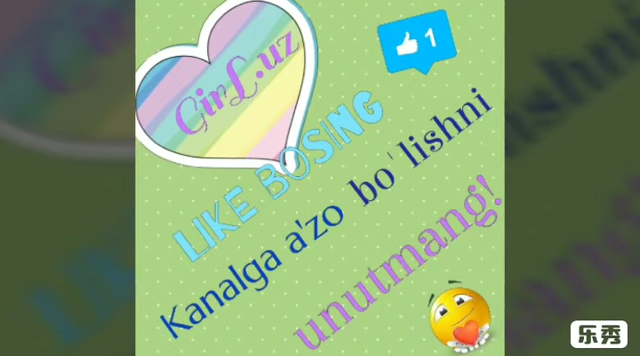 GirL.uz
1
LIKE BOSING
Kanalga a'zo bo'lishni
unutmang!
乐秀